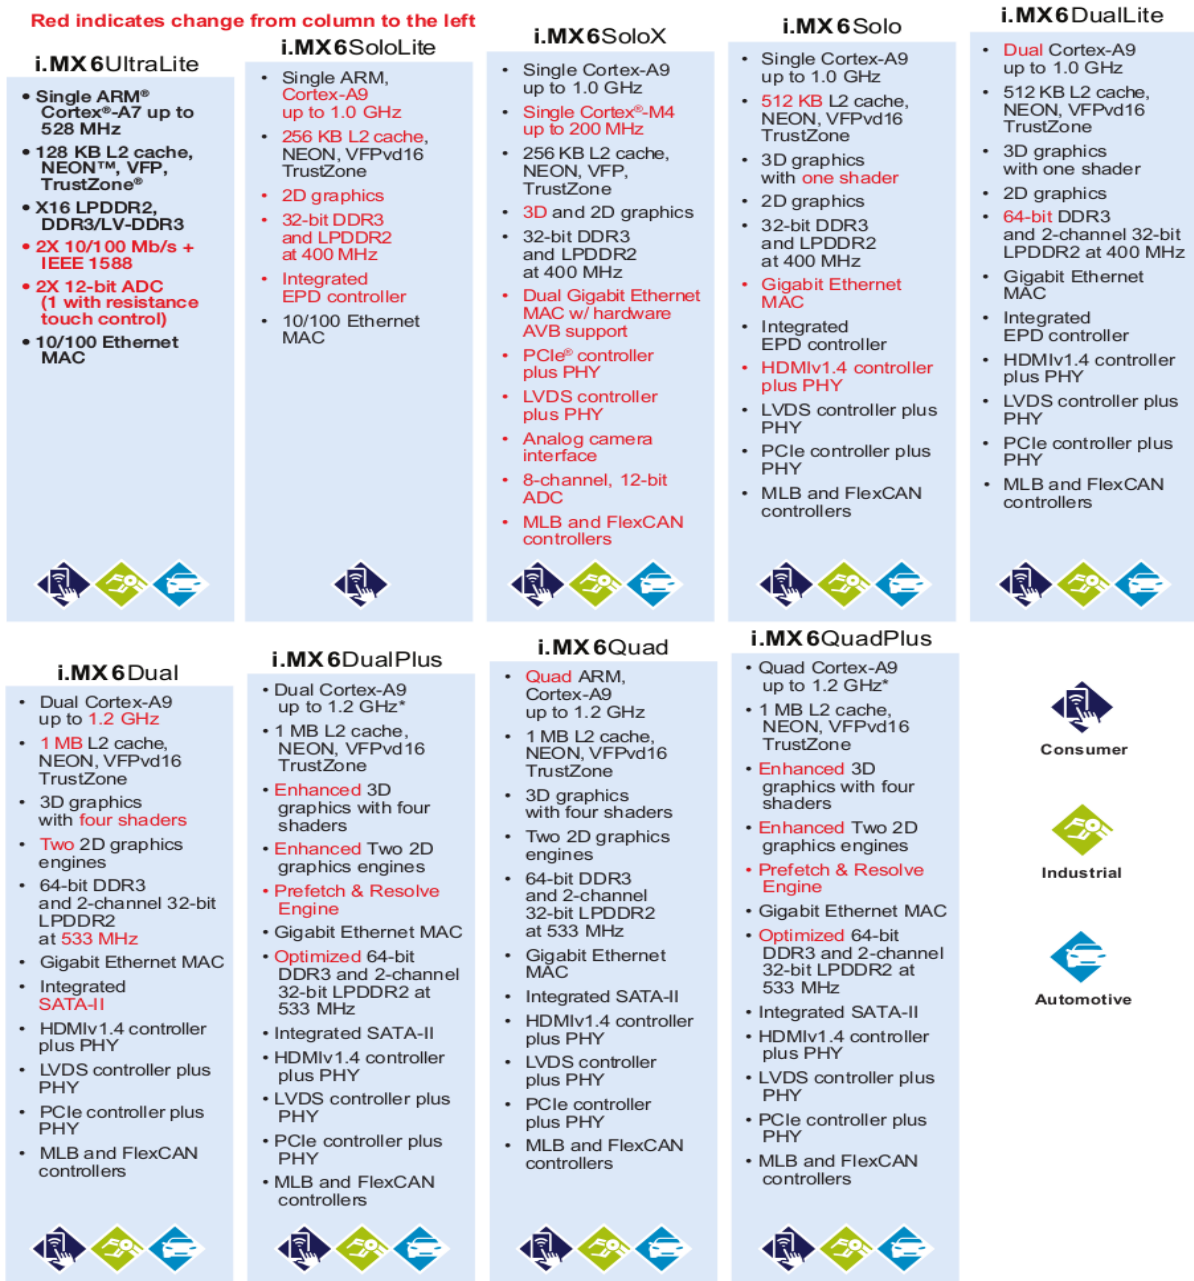 Red indicates change from column to the left
i.MX 6UltraLite
• Single ARM®
Cortex®-A7 up to
528 MHz
• 128 KB L2 cache,
NEON™, VFP,
TrustZone®
• X16 LPDDR2,
DDR3/LV-DDR3
• 2X 10/100 Mb/s +
IEEE 1588
• 2X 12-bit ADC
(1 with resistance
touch control)
• 10/100 Ethernet
MAC
i.MX 6SoloLite
• Single ARM,
Cortex-A9
up to 1.0 GHz
• 256 KB L2 cache,
NEON, VFPvd16
TrustZone
• 2D graphics
• 32-bit DDR3
and LPDDR2
at 400 MHz
• Integrated
EPD controller
• 10/100 Ethernet
MAC
i.MX 6SoloX
• Single Cortex-A9
up to 1.0 GHz
• Single Cortex®-M4
up to 200 MHz
• 256 KB L2 cache,
NEON, VFP,
TrustZone
• 3D and 2D graphics
• 32-bit DDR3
and LPDDR2
at 400 MHz
• Dual Gigabit Ethernet
MAC w/ hardware
AVB support
• PCIe® controller
plus PHY
• LVDS controller
plus PHY
• Analog camera
interface
• 8-channel, 12-bit
ADC
• MLB and FlexCAN
controllers
i.MX 6Solo
• Single Cortex-A9
up to 1.0 GHz
• 512 KB L2 cache,
NEON, VFPvd16
TrustZone
• 3D graphics
with one shader
• 2D graphics
• 32-bit DDR3
and LPDDR2
at 400 MHz
• Gigabit Ethernet
MAC
• Integrated
EPD controller
• HDMIv1.4 controller
plus PHY
• LVDS controller plus
PHY
• PCIe controller plus
PHY
• MLB and FlexCAN
controllers
i.MX 6DualLite
• Dual Cortex-A9
up to 1.0 GHz
• 512 KB L2 cache,
NEON, VFPvd16
TrustZone
• 3D graphics
with one shader
• 2D graphics
• 64-bit DDR3
and 2-channel 32-bit
LPDDR2 at 400 MHz
• Gigabit Ethernet
MAC
• Integrated
EPD controller
• HDMIv1.4 controller
plus PHY
• LVDS controller plus
PHY
• PCIe controller plus
PHY
• MLB and FlexCAN
controllers
i.MX 6Dual
• Dual Cortex-A9
up to 1.2 GHz
• 1 MB L2 cache,
NEON, VFPvd16
TrustZone
• 3D graphics
with four shaders
• Two 2D graphics
engines
• 64-bit DDR3
and 2-channel 32-bit
LPDDR2
at 533 MHz
• Gigabit Ethernet MAC
• Integrated
SATA-II
• HDMIv1.4 controller
plus PHY
• LVDS controller plus
PHY
• PCIe controller plus
PHY
• MLB and FlexCAN
controllers
i.MX 6DualPlus
• Dual Cortex-A9
up to 1.2 GHz*
• 1 MB L2 cache,
NEON, VFPvd16
TrustZone
• Enhanced 3D
graphics with four
shaders
• Enhanced Two 2D
graphics engines
• Prefetch & Resolve
Engine
• Gigabit Ethernet MAC
• Optimized 64-bit
DDR3 and 2-channel
32-bit LPDDR2 at
533 MHz
• Integrated SATA-II
• HDMIv1.4 controller
plus PHY
• LVDS controller plus
PHY
• PCIe controller plus
PHY
• MLB and FlexCAN
controllers
i.MX 6Quad
• Quad ARM,
Cortex-A9
up to 1.2 GHz
• 1 MB L2 cache,
NEON, VFPvd16
TrustZone
• 3D graphics
with four shaders
• Two 2D graphics
engines
• 64-bit DDR3
and 2-channel
32-bit LPDDR2
at 533 MHz
• Gigabit Ethernet
MAC
• Integrated SATA-II
• HDMIv1.4 controller
plus PHY
• LVDS controller
plus PHY
• PCIe controller
plus PHY
• MLB and FlexCAN
controllers
i.MX 6QuadPlus
• Quad Cortex-A9
up to 1.2 GHz*
• 1 MB L2 cache,
NEON, VFPvd16
TrustZone
• Enhanced 3D
graphics with four
shaders
• Enhanced Two 2D
graphics engines
• Prefetch & Resolve
Engine
• Gigabit Ethernet MAC
• Optimized 64-bit
DDR3 and 2-channel
32-bit LPDDR2 at
533 MHz
• Integrated SATA-II
• HDMIv1.4 controller
plus PHY
• LVDS controller plus
PHY
• PCIe controller plus
PHY
• MLB and FlexCAN
controllers
Consumer
Industrial
Automotive